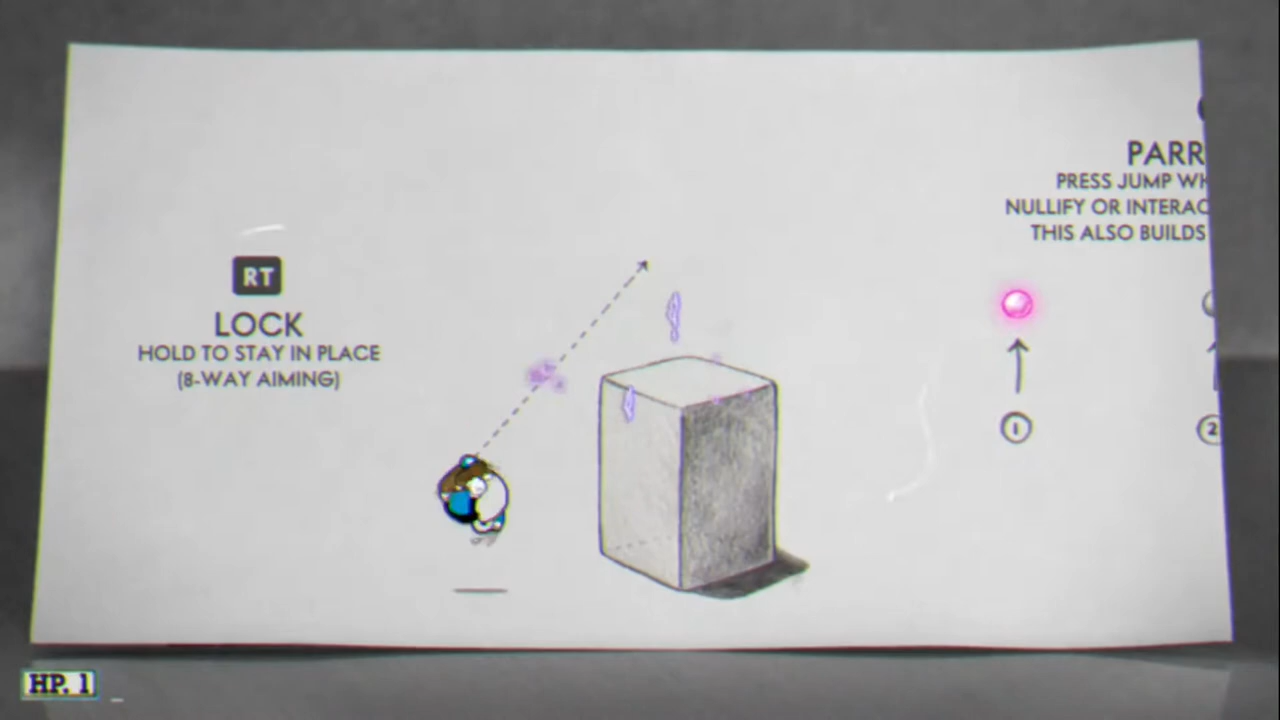 RT
LOCK
HOLD TO STAY IN PLACE
(8-WAY AIMING)
PARR
PRESS JUMP WH
NULLIFY OR INTERAC
THIS ALSO BUILDS
1
2
HP. 1